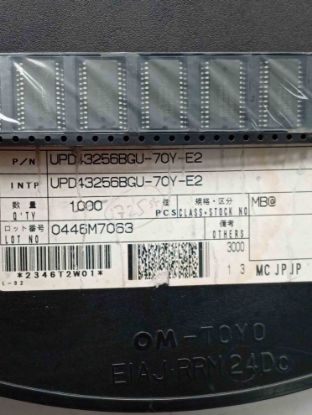 P/N UPD43256BGU-70Y-E2
INTP UPD43256BGU-70Y-E2
数量 Q'TY 1,000 個 PCS 規格・区分 CLASS・STOCK NO MB@
ロット番号 LOT NO 0446M7063 備考 OTHERS 3000
13 MC JPJP
*2346T2W01*
OM-TOYO
EIAJ-RRM24Dc